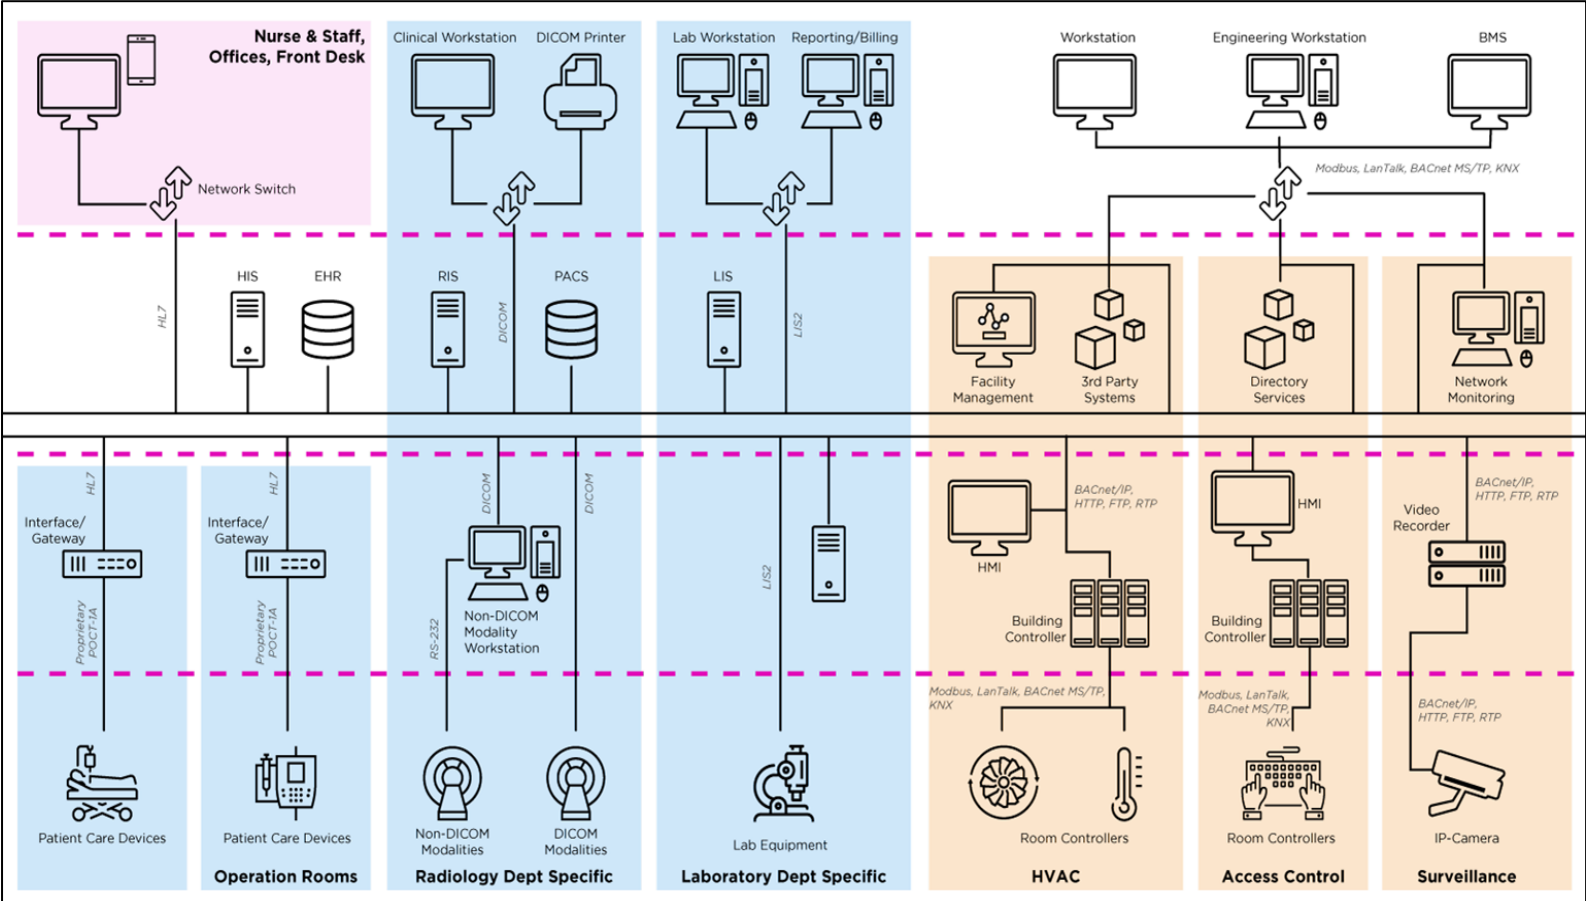 Nurse & Staff,
Offices, Front Desk
Network Switch
Clinical Workstation
DICOM Printer
Lab Workstation
Reporting/Billing
Workstation
Engineering Workstation
BMS
Modbus, LanTalk, BACnet MS/TP, KNX
HL7
HIS
EHR
RIS
DICOM
PACS
LIS
LIS2
Facility
Management
3rd Party
Systems
Directory
Services
Network
Monitoring
HL7
Interface/
Gateway
Proprietary
POCT-1A
Patient Care Devices
HL7
Interface/
Gateway
Proprietary
POCT-1A
Patient Care Devices
Operation Rooms
DICOM
DICOM
RS-232
Non-DICOM
Modality
Workstation
Non-DICOM
Modalities
DICOM
Modalities
Radiology Dept Specific
LIS2
Lab Equipment
Laboratory Dept Specific
BACnet/IP,
HTTP, FTP, RTP
HMI
Building
Controller
Modbus, LanTalk, BACnet MS/TP,
KNX
Room Controllers
HVAC
HMI
Building
Controller
Modbus, LanTalk,
BACnet MS/TP,
KNX
Room Controllers
Access Control
BACnet/IP,
HTTP, FTP, RTP
Video
Recorder
BACnet/IP,
HTTP, FTP, RTP
IP-Camera
Surveillance